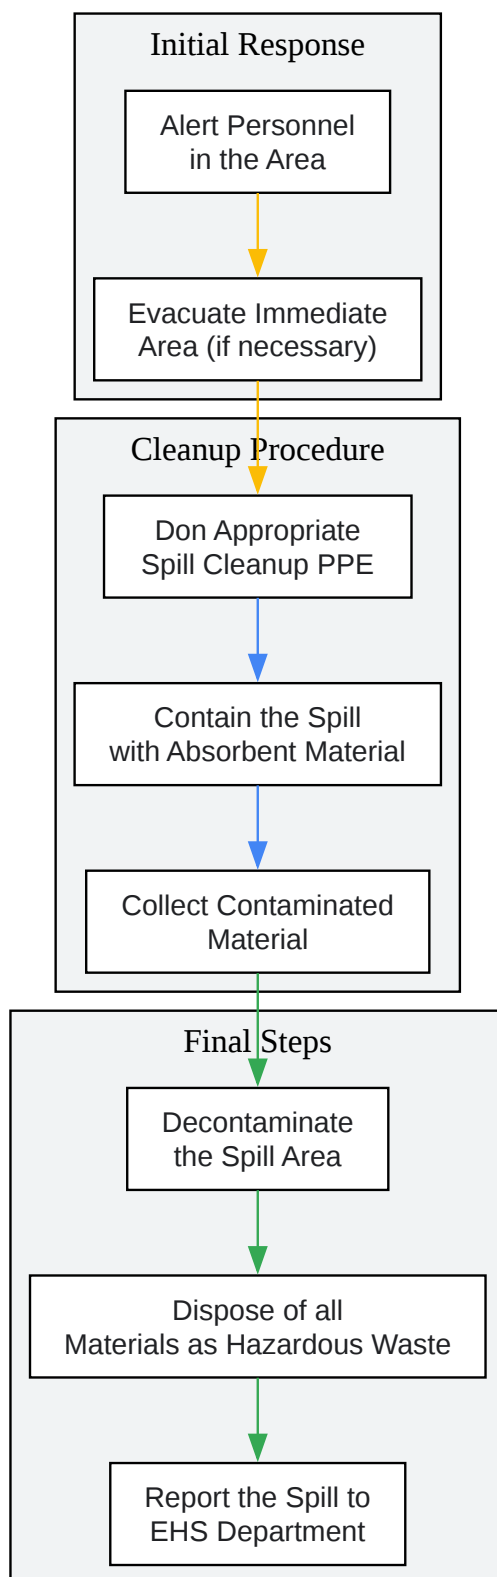 Initial Response
Alert Personnel
in the Area
Evacuate Immediate
Area (if necessary)
Cleanup Procedure
Don Appropriate
Spill Cleanup PPE
Contain the Spill
with Absorbent Material
Collect Contaminated
Material
Final Steps
Decontaminate
the Spill Area
Dispose of all
Materials as Hazardous Waste
Report the Spill to
EHS Department